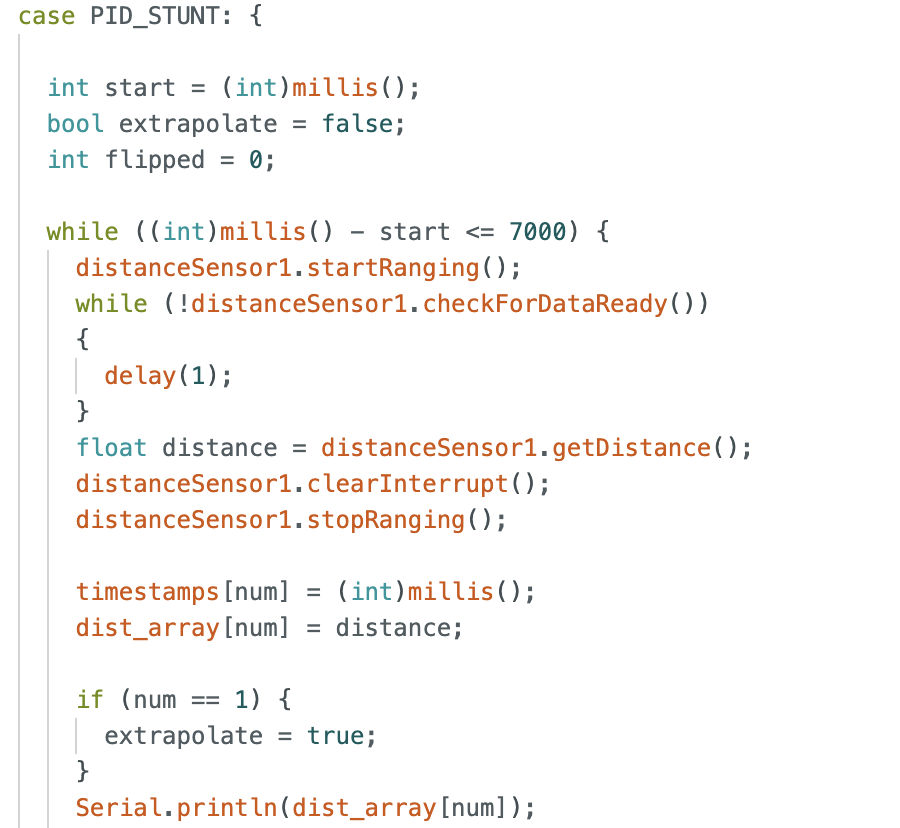 case PID_STUNT: {
int start = (int)millis();
bool extrapolate = false;
int flipped = 0;
while ((int)millis() - start <= 7000) {
distanceSensor1.startRanging();
while (!distanceSensor1.checkForDataReady())
{
delay(1);
}
float distance = distanceSensor1.getDistance();
distanceSensor1.clearInterrupt();
distanceSensor1.stopRanging();
timestamps[num] = (int)millis();
dist_array[num] = distance;
if (num == 1) {
extrapolate = true;
}
Serial.println(dist_array[num]);